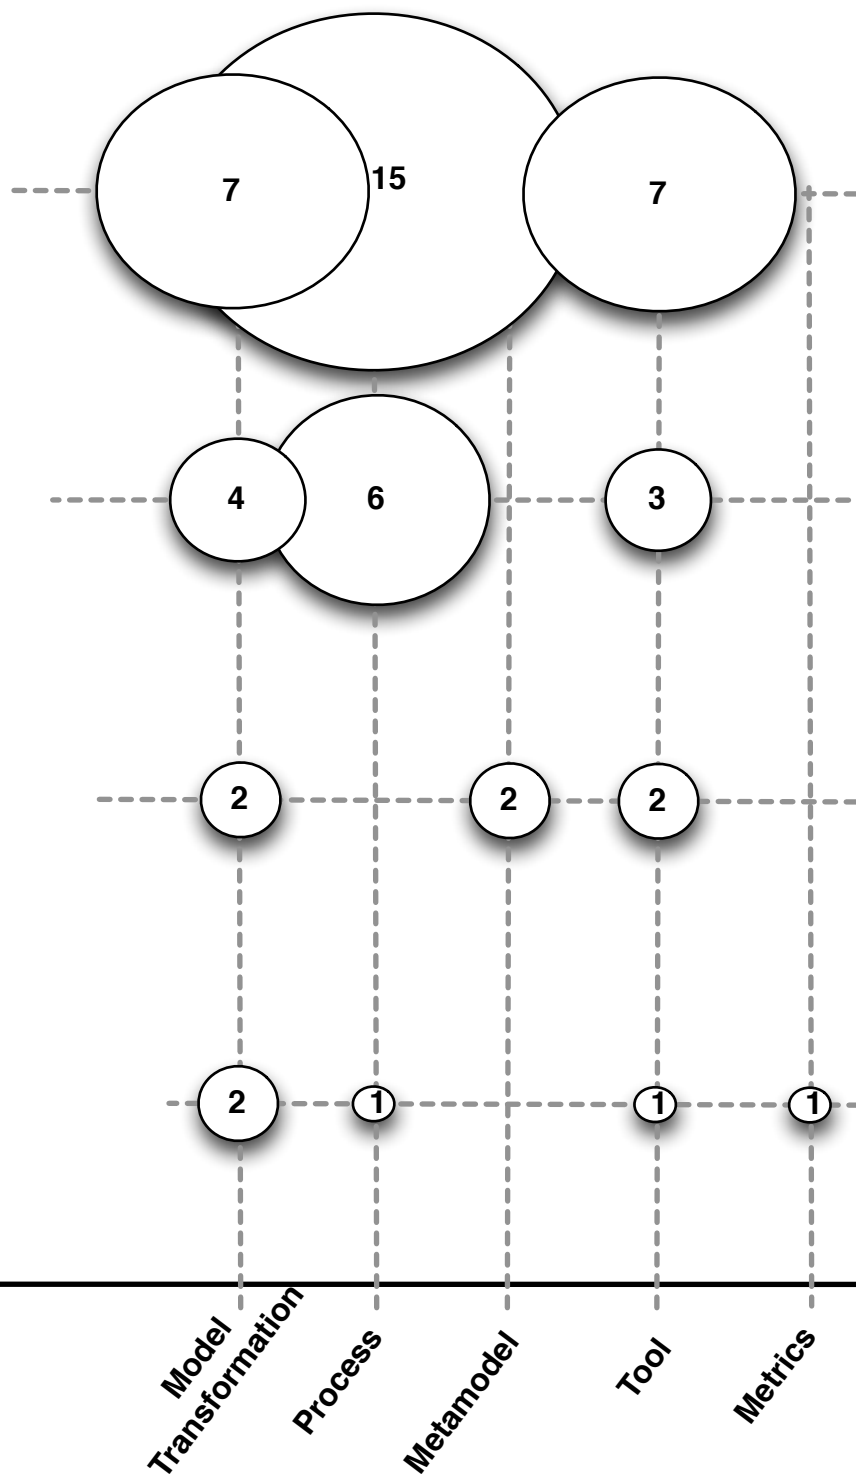 7 15 7
4 6 3
2 2 2
2 1 1 1
Model
Transformation
Process
Metamodel
Tool
Metrics